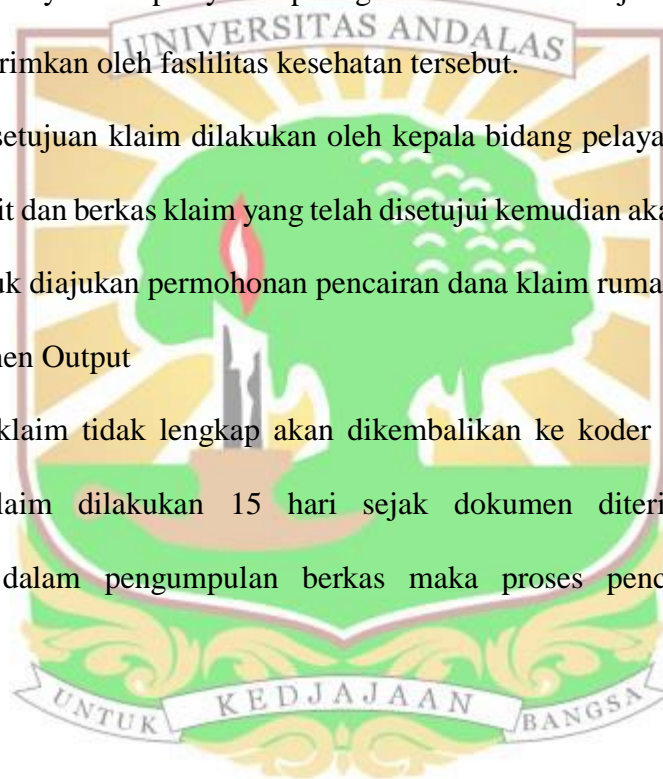 UNIVERSITAS ANDALAS
rimkan oleh faslilitas kesehatan tersebut.
setujuan klaim dilakukan oleh kepala bidang pelaya
it dan berkas klaim yang telah disetujui kemudian aka
uk diajukan permohonan pencairan dana klaim ruma
en Output
klaim tidak lengkap akan dikembalikan ke koder
laim dilakukan 15 hari sejak dokumen diteri
dalam pengumpulan berkas maka proses penc
UNTUK KEDJAJAAN BANGSA